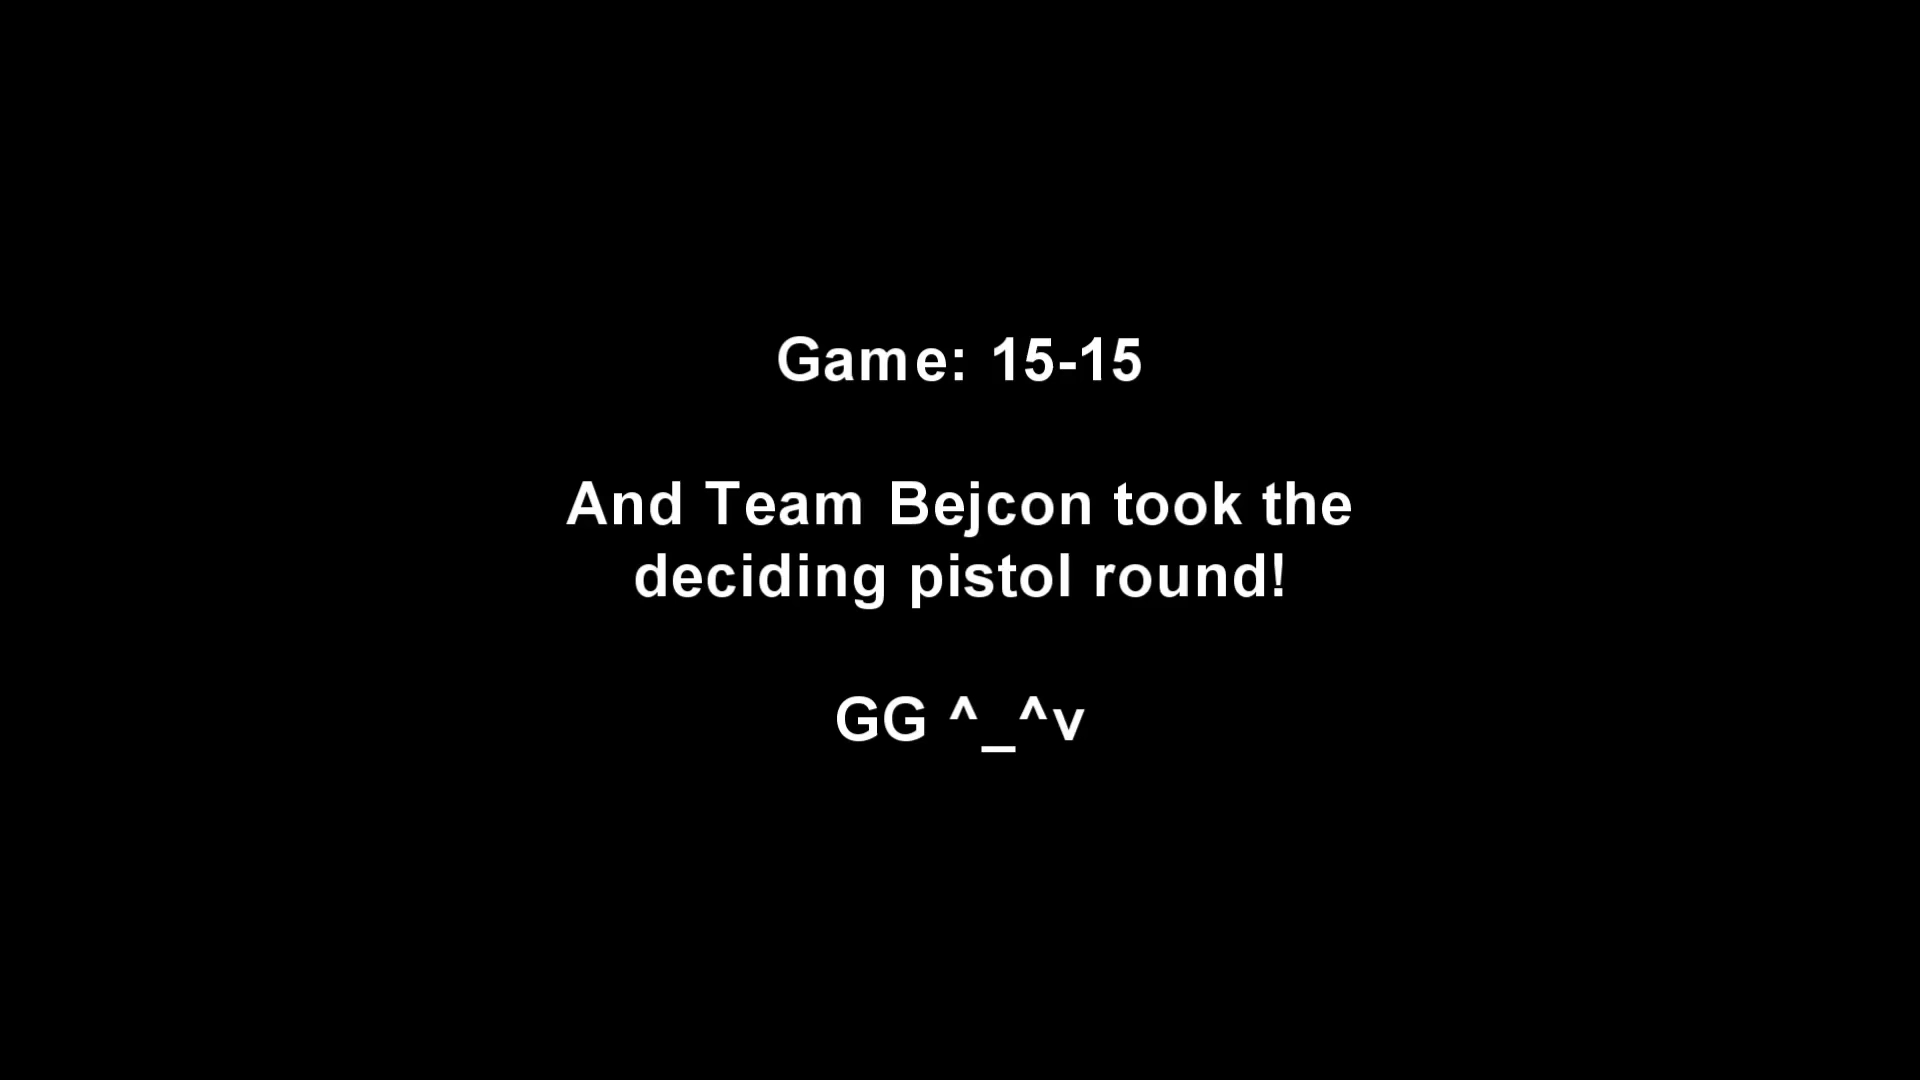 Game: 15-15
And Team Bejcon took the
deciding pistol round!
GG ^_^v